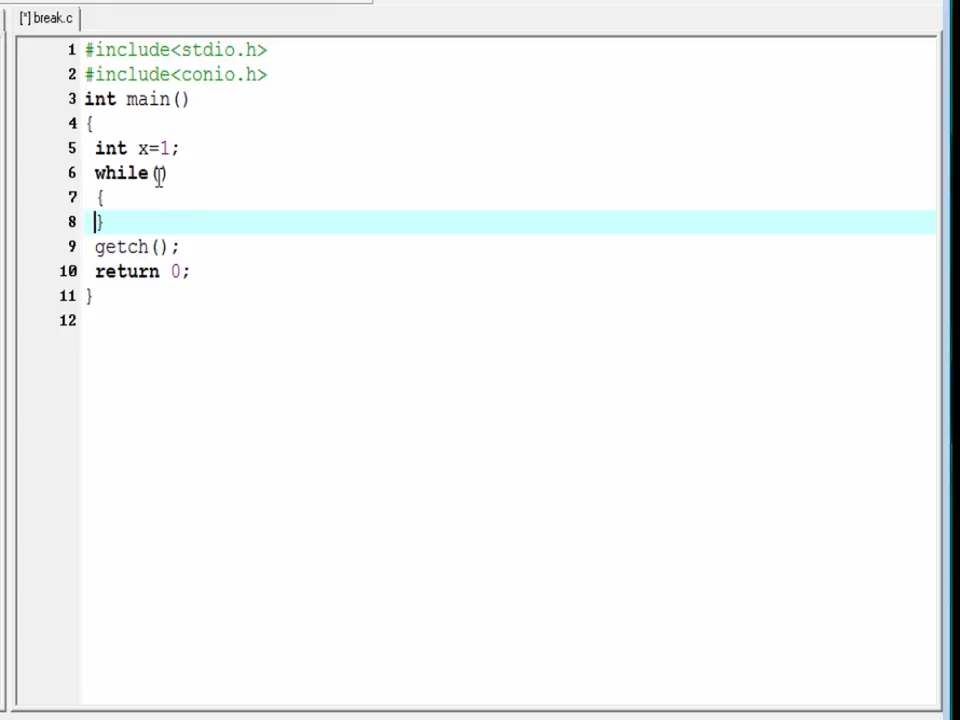 [*] break.c
1 #include<stdio.h>
2 #include<conio.h>
3 int main()
4 {
5 int x=1;
6 while()
7 {
8 }
9 getch();
10 return 0;
11 }
12